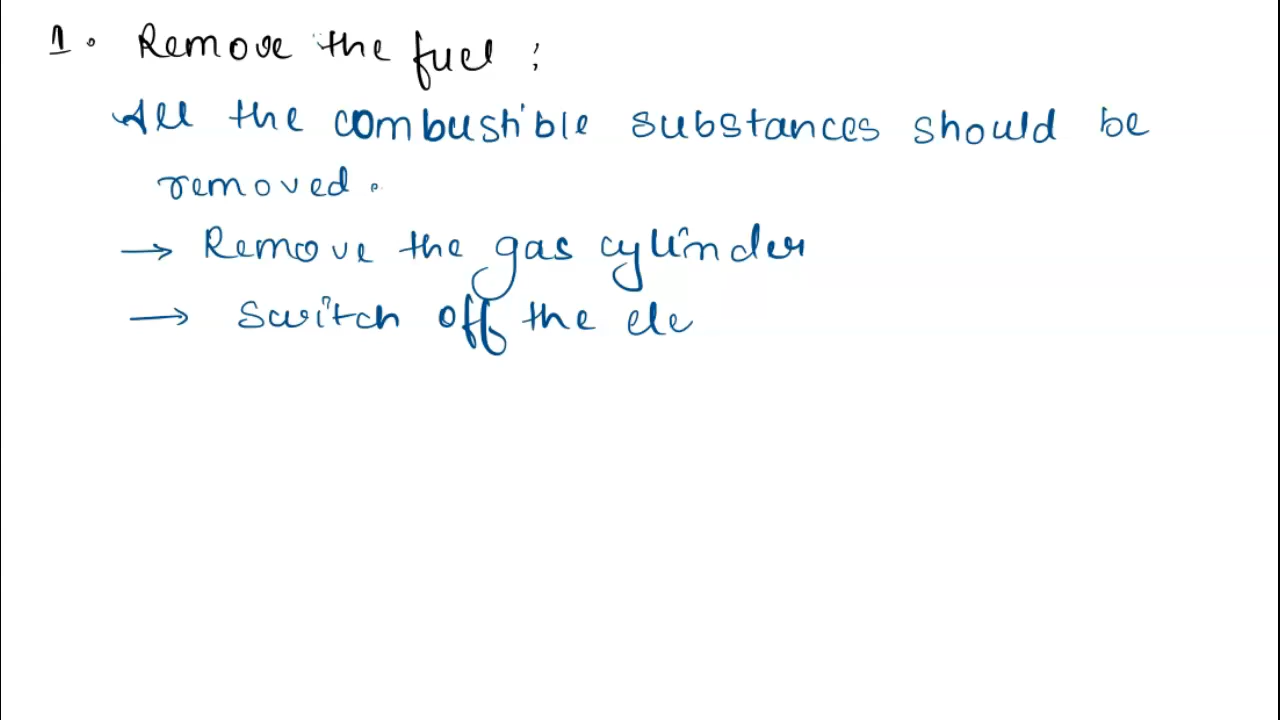 1. Remove the fuel :
All the combustible substances should be
removed.
→ Remove the gas cylinder
→ Switch off the ele